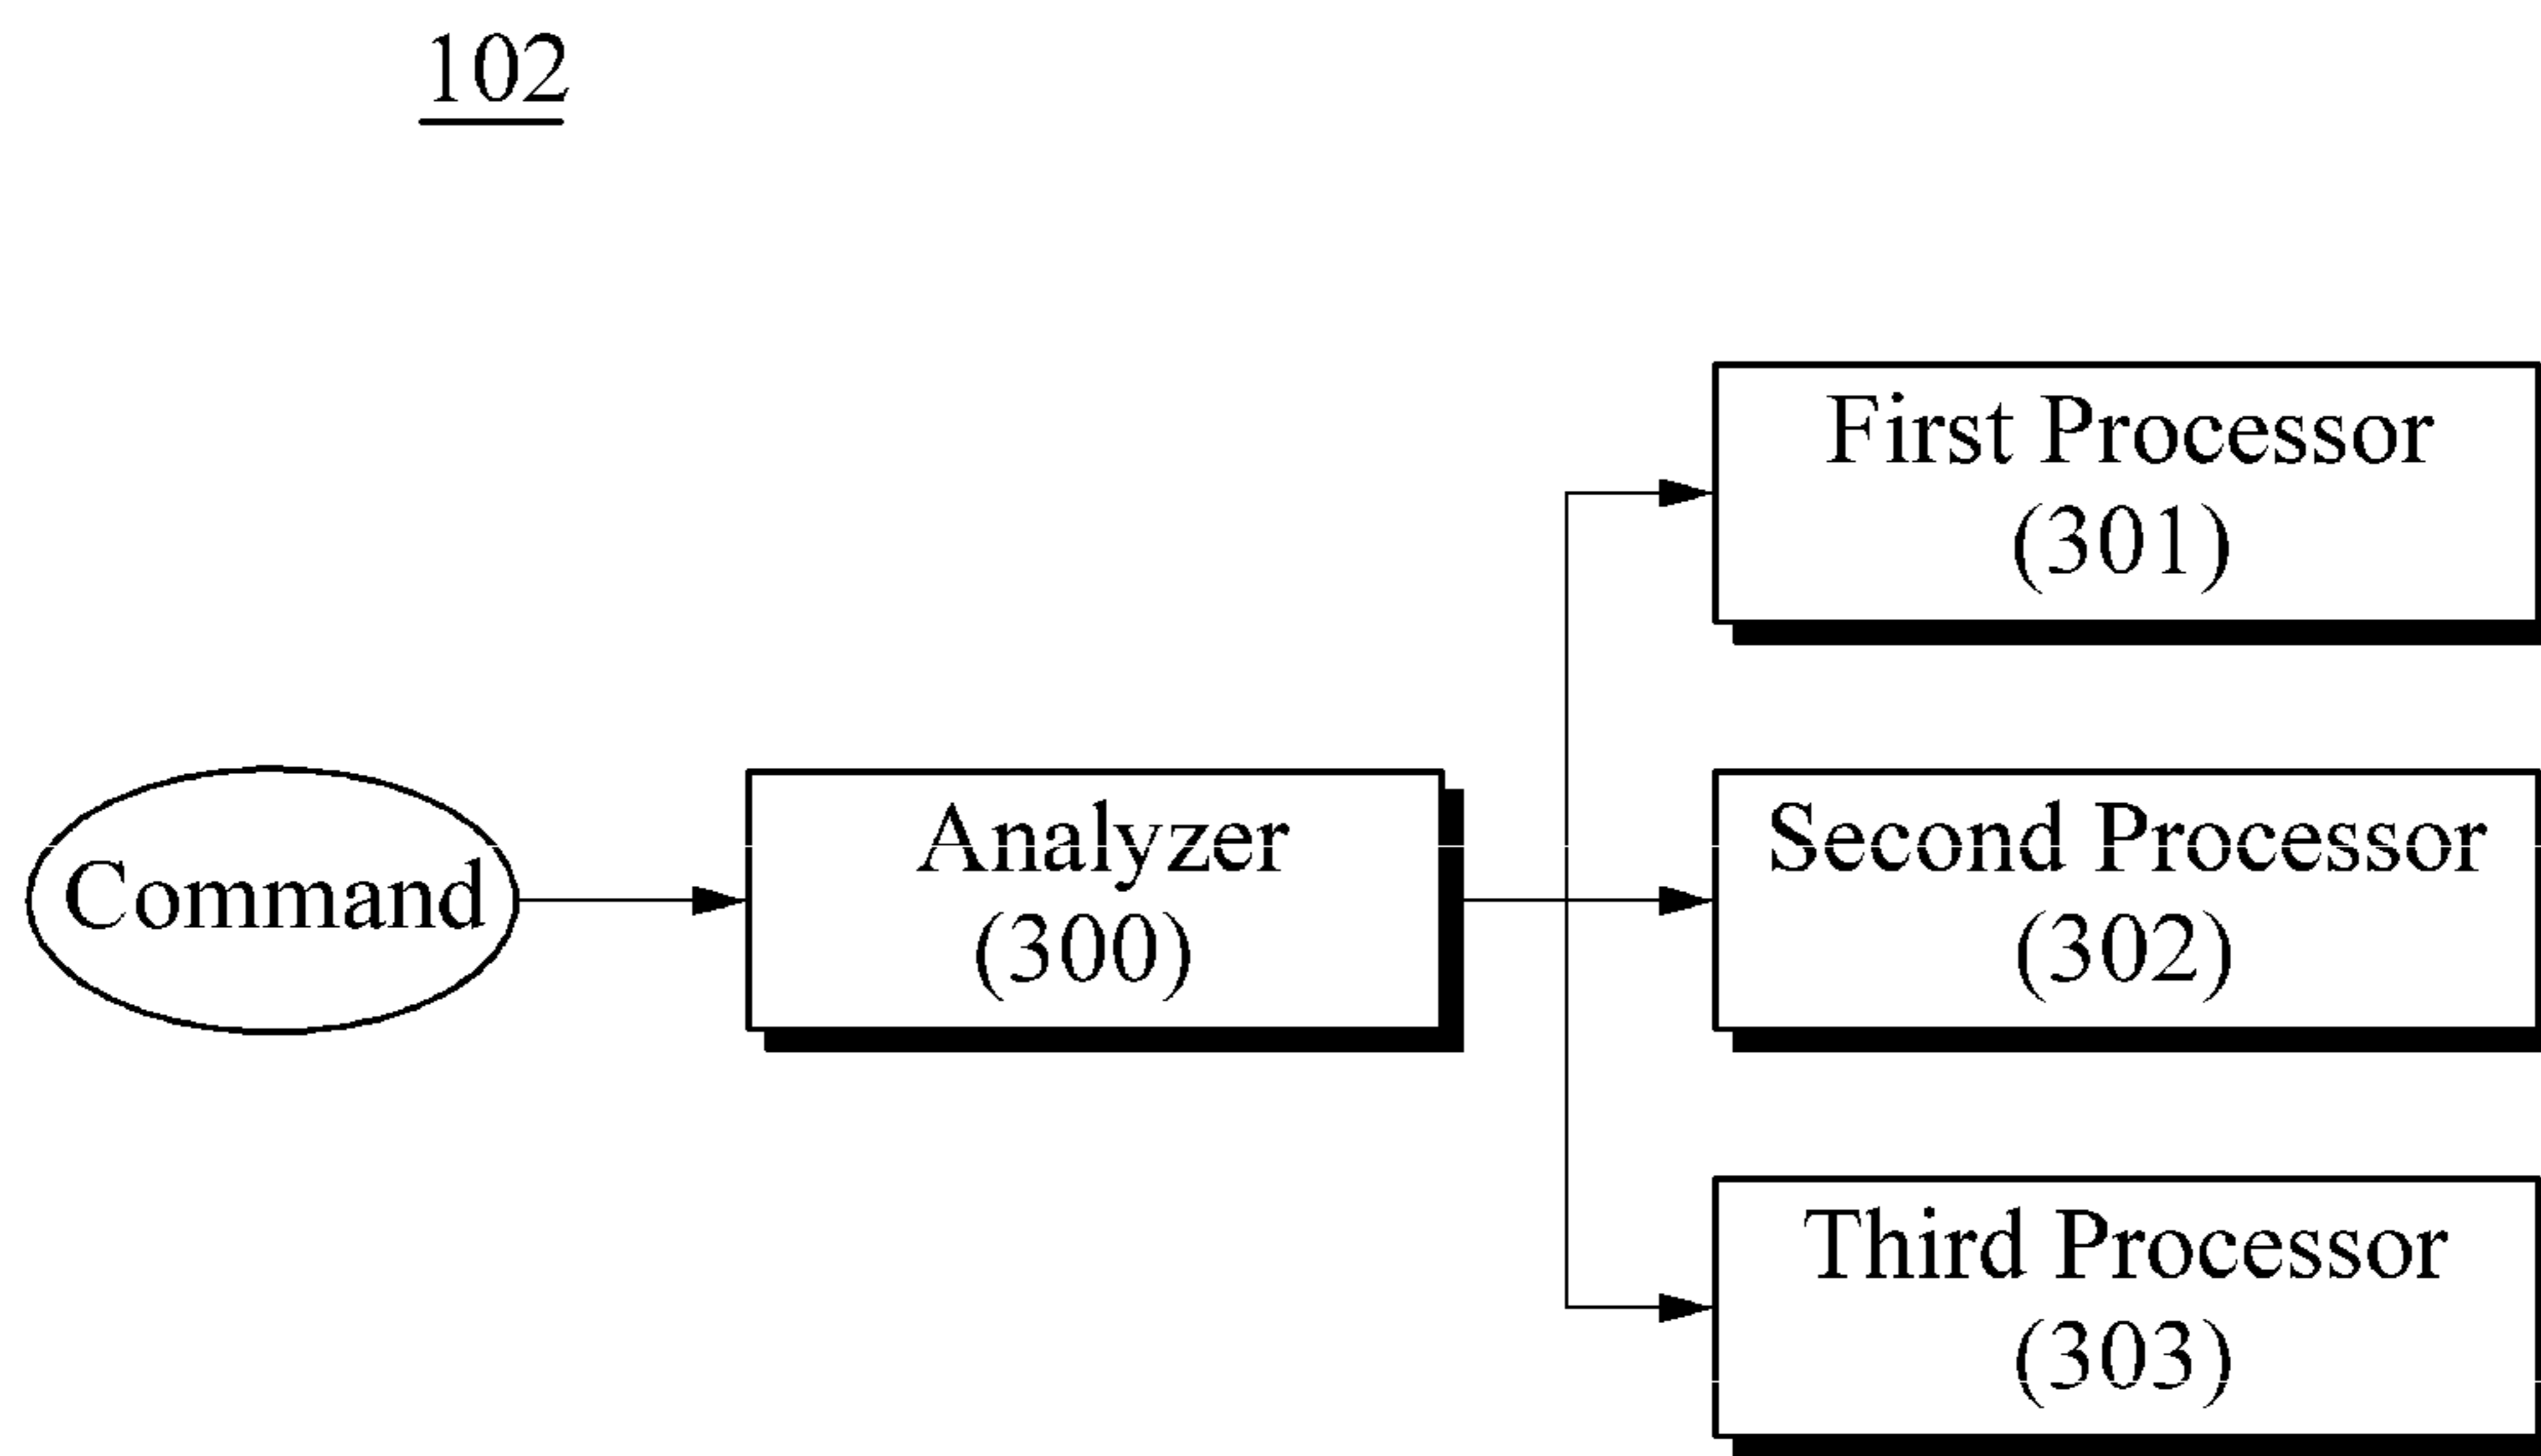 102
First Processor
(301)
Command
Analyzer
(300)
Second Processor
(302)
Third Processor
(303)